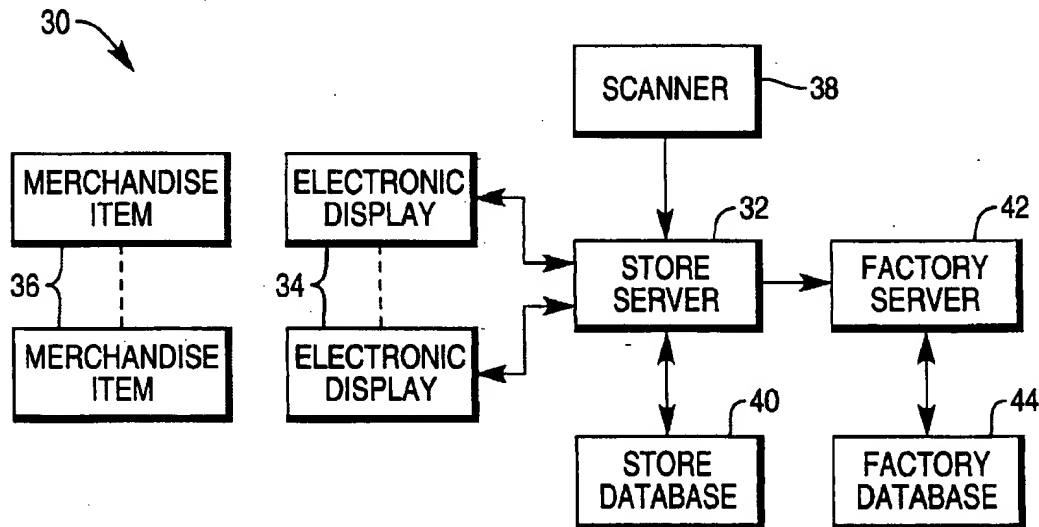 30
SCANNER
38
MERCHANDISE
ITEM
ELECTRONIC
DISPLAY
32
42
STORE
SERVER
FACTORY
SERVER
36
34
MERCHANDISE
ITEM
ELECTRONIC
DISPLAY
40
44
STORE
DATABASE
FACTORY
DATABASE